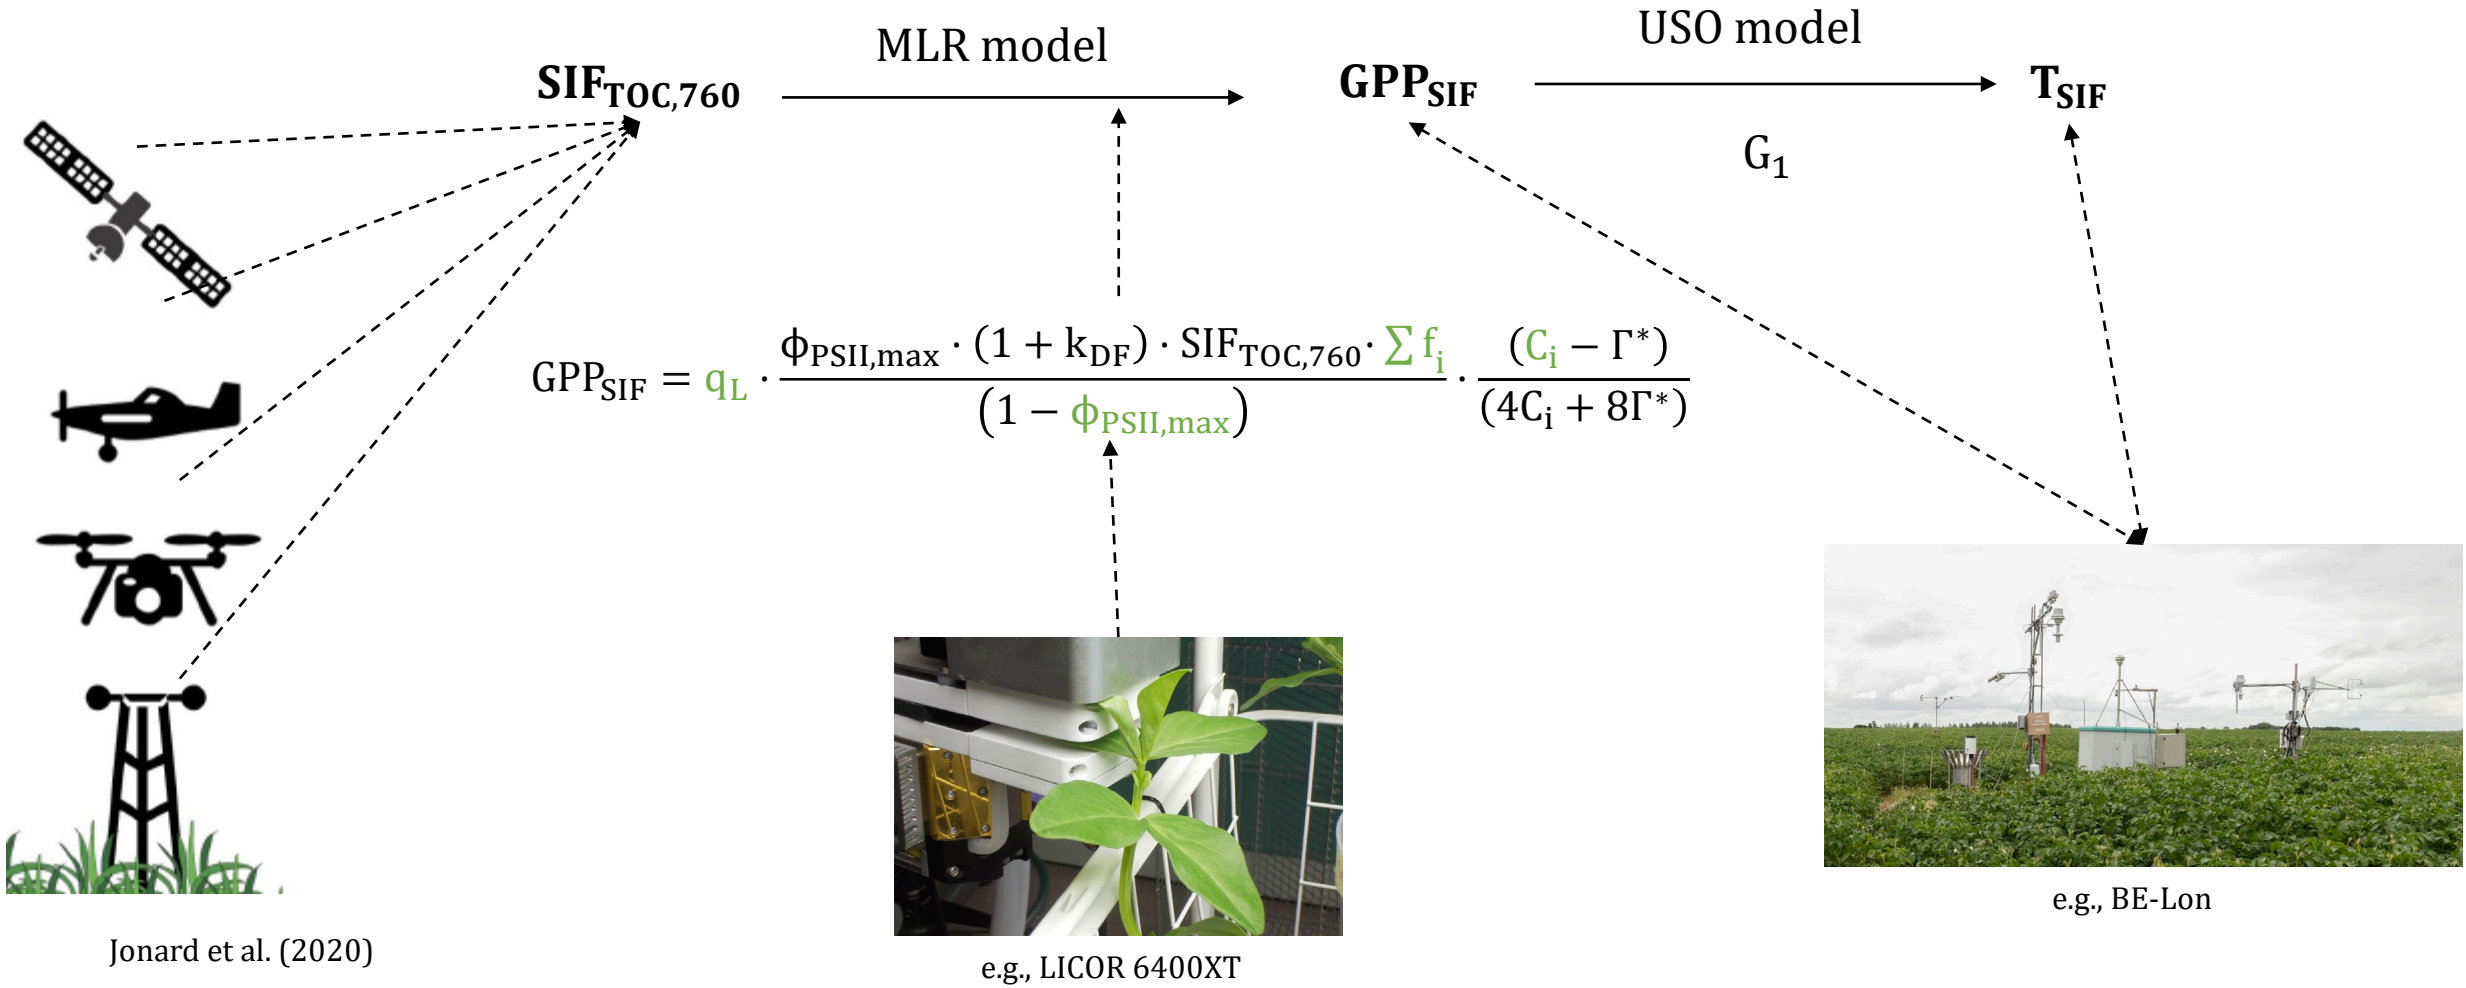 MLR model
USO model
SIF_TOC,760
GPP_SIF
T_SIF
G₁
GPP_SIF = q_L · (ϕ_PSII,max · (1 + k_DF) · SIF_TOC,760 · ∑ f_i) / (1 − ϕ_PSII,max) · (C_i − Γ*) / (4C_i + 8Γ*)
e.g., BE-Lon
Jonard et al. (2020)
e.g., LICOR 6400XT